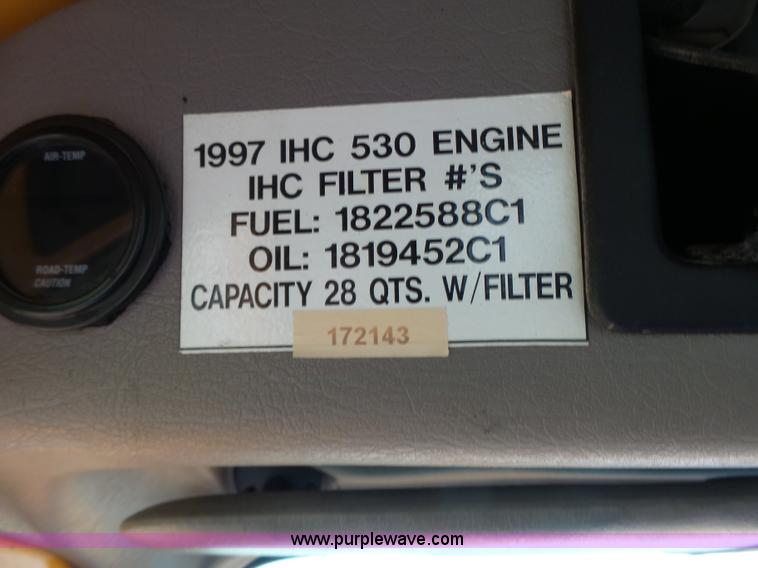 AIR-TEMP
ROAD-TEMP
CAUTION
1997 IHC 530 ENGINE
IHC FILTER #'S
FUEL: 1822588C1
OIL: 1819452C1
CAPACITY 28 QTS. W/FILTER
172143
www.purplewave.com